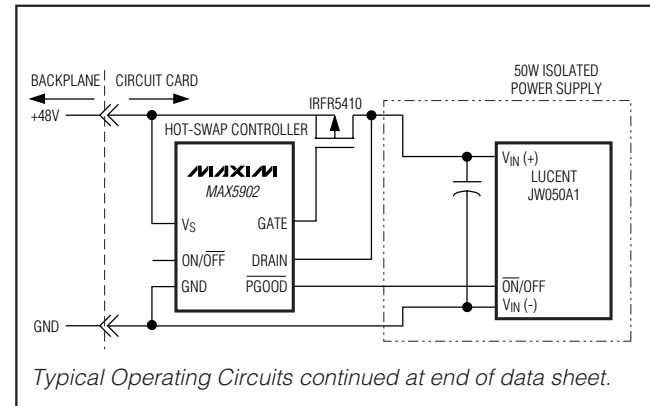 50W ISOLATED
POWER SUPPLY
BACKPLANE
CIRCUIT CARD
+48V
IRFR5410
HOT-SWAP CONTROLLER
MAXIM
MAX5902
VS
GATE
ON/OFF
DRAIN
GND
PGOOD
VIN (+)
LUCENT
JW050A1
ON/OFF
VIN (-)
GND
Typical Operating Circuits continued at end of data sheet.